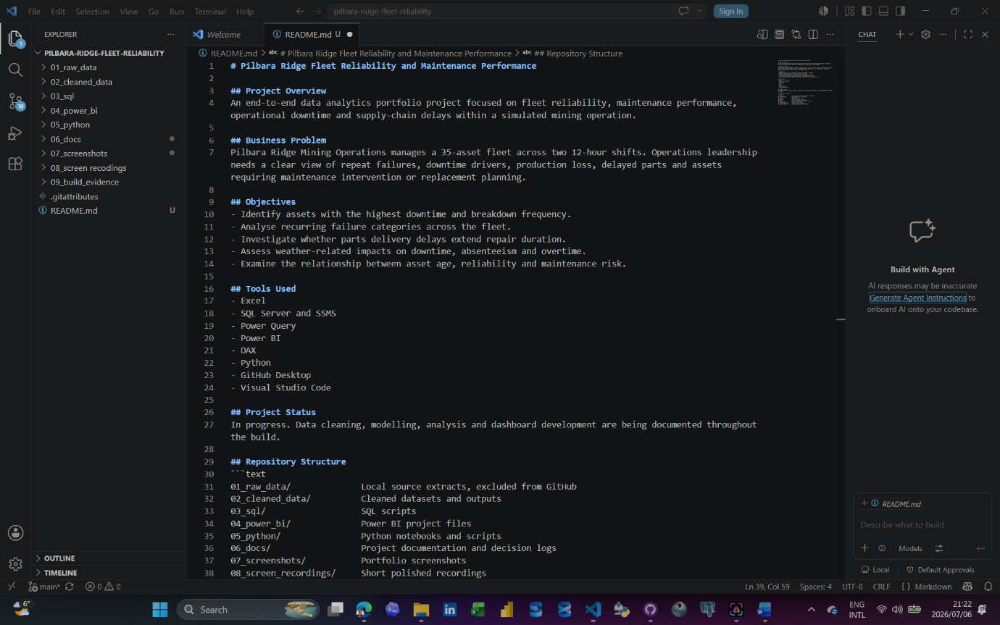 File Edit Selection View Go Run Terminal Help
pilbara-ridge-fleet-reliability
Sign In
EXPLORER
Welcome
README.md U
CHAT
README.md > # Pilbara Ridge Fleet Reliability and Maintenance Performance > ## Repository Structure
PILBARA-RIDGE-FLEET-RELIABILITY
01_raw_data
02_cleaned_data
03_sql
04_power_bi
05_python
06_docs
07_screenshots
08_screen recodings
09_build_evidence
.gitattributes
README.md U
1
10
1 # Pilbara Ridge Fleet Reliability and Maintenance Performance
2
3 ## Project Overview
4 An end-to-end data analytics portfolio project focused on fleet reliability, maintenance performance,
operational downtime and supply-chain delays within a simulated mining operation.
5
6 ## Business Problem
7 Pilbara Ridge Mining Operations manages a 35-asset fleet across two 12-hour shifts. Operations leadership
needs a clear view of repeat failures, downtime drivers, production loss, delayed parts and assets
requiring maintenance intervention or replacement planning.
8
9 ## Objectives
10 - Identify assets with the highest downtime and breakdown frequency.
11 - Analyse recurring failure categories across the fleet.
12 - Investigate whether parts delivery delays extend repair duration.
13 - Assess weather-related impacts on downtime, absenteeism and overtime.
14 - Examine the relationship between asset age, reliability and maintenance risk.
15
16 ## Tools Used
17 - Excel
18 - SQL Server and SSMS
19 - Power Query
20 - Power BI
21 - DAX
22 - Python
23 - GitHub Desktop
24 - Visual Studio Code
25
26 ## Project Status
27 In progress. Data cleaning, modelling, analysis and dashboard development are being documented throughout
the build.
28
29 ## Repository Structure
30 ```text
31 01_raw_data/ Local source extracts, excluded from GitHub
32 02_cleaned_data/ Cleaned datasets and outputs
33 03_sql/ SQL scripts
34 04_power_bi/ Power BI project files
35 05_python/ Python notebooks and scripts
36 06_docs/ Project documentation and decision logs
37 07_screenshots/ Portfolio screenshots
38 08_screen_recordings/ Short polished recordings
Build with Agent
AI responses may be inaccurate
Generate Agent Instructions to
onboard AI onto your codebase.
README.md
Describe what to build
Models
Local
Default Approvals
OUTLINE
TIMELINE
main* 0 0
Ln 39, Col 59 Spaces: 4 UTF-8 CRLF { } Markdown
6°
Search
ENG
INTL
21:22
2026/07/06